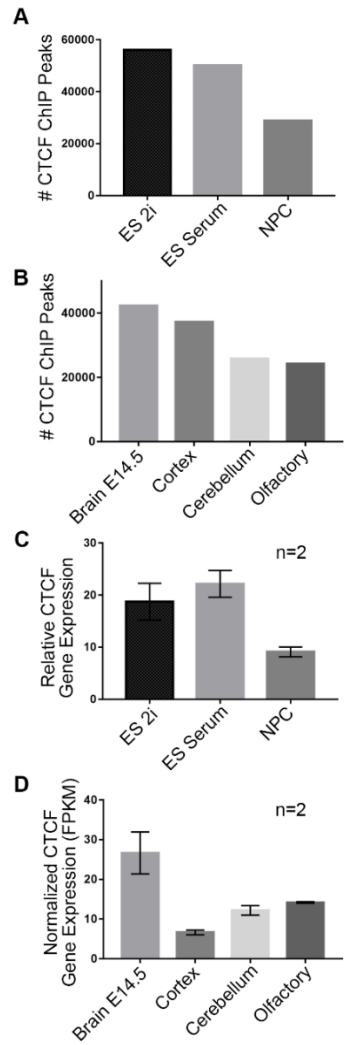 A
# CTCF ChIP Peaks
60000
40000
20000
0
ES 2i
ES Serum
NPC
B
# CTCF ChIP Peaks
40000
20000
0
Brain E14.5
Cortex
Cerebellum
Olfactory
C
Relative CTCF
Gene Expression
30
20
10
0
n=2
ES 2i
ES Serum
NPC
D
Normalized CTCF
Gene Expression (FPKM)
40
30
20
10
0
n=2
Brain E14.5
Cortex
Cerebellum
Olfactory